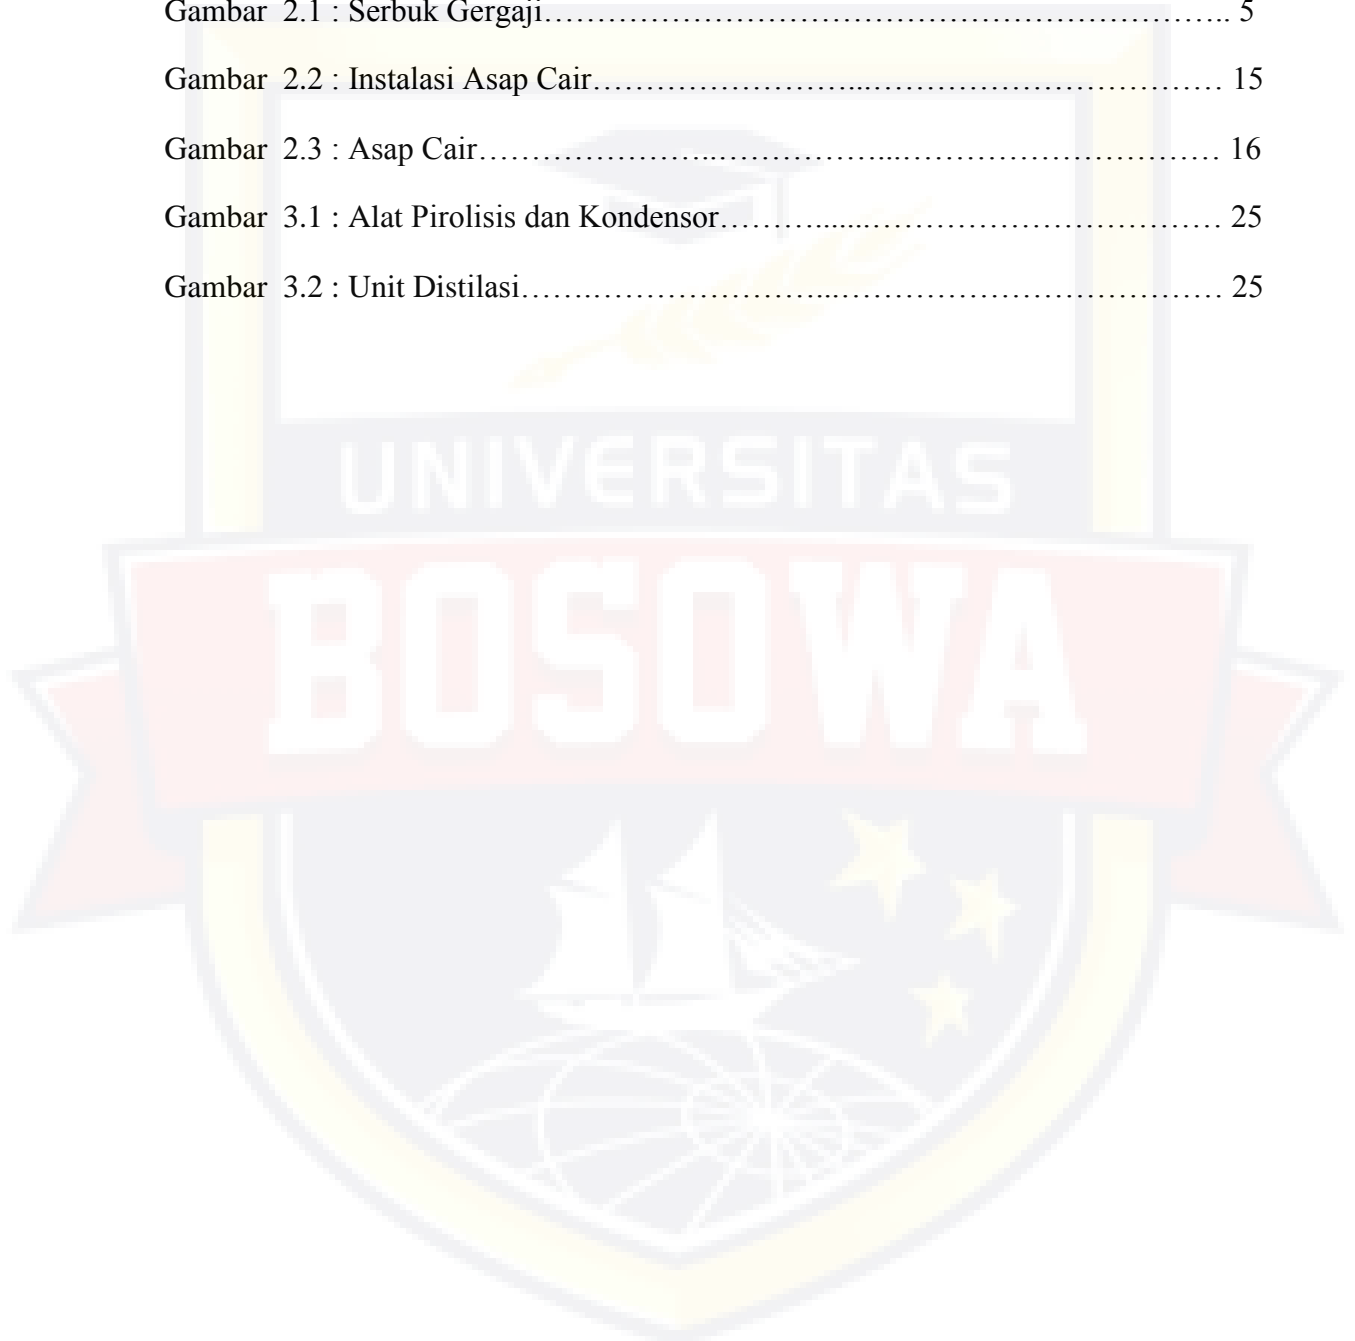 Gambar 2.1 : Serbuk Gergaji………………………………………………………………….. 5
Gambar 2.2 : Instalasi Asap Cair……………………...……………………………… 15
Gambar 2.3 : Asap Cair…………………..……………...…………………………… 16
Gambar 3.1 : Alat Pirolisis dan Kondensor……….......……………………………… 25
Gambar 3.2 : Unit Distilasi…….……………………...……………………………… 25
UNIVERSITAS
BOSOWA